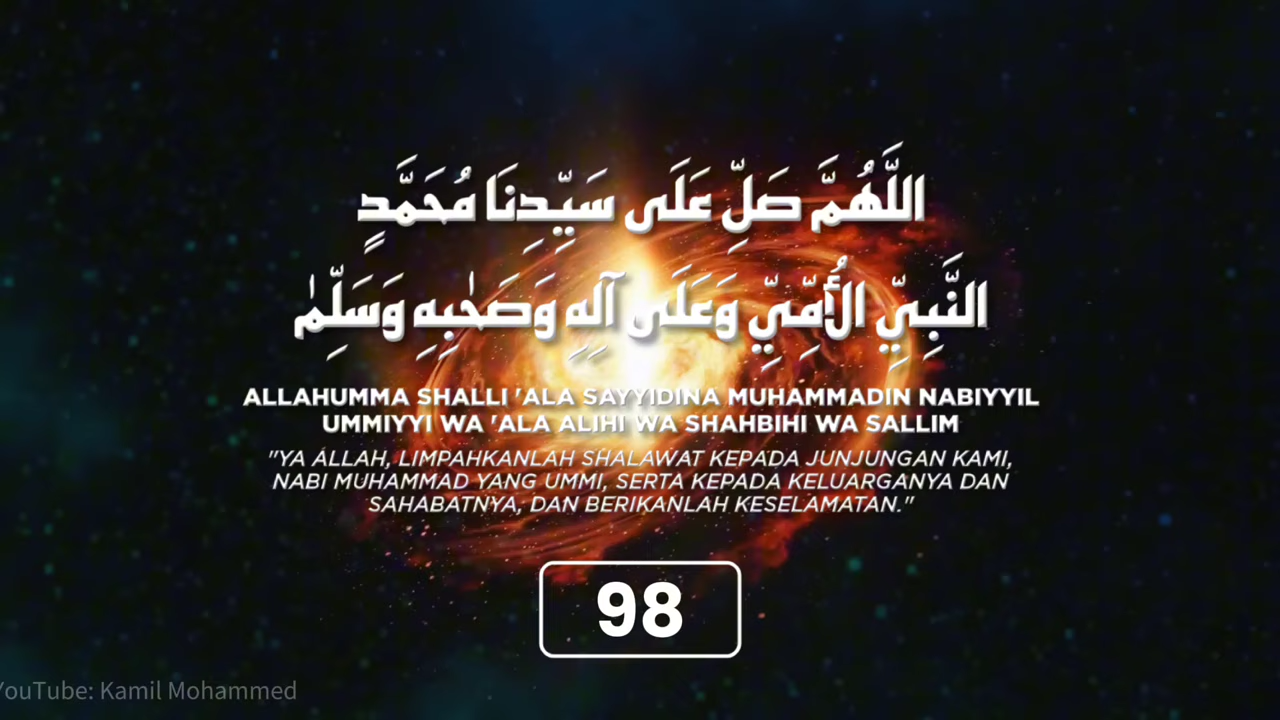 اللَّهُمَّ صَلِّ عَلَى سَيِّدِنَا مُحَمَّدٍ
النَّبِيِّ الأُمِّيِّ وَعَلَى آلِهِ وَصَحْبِهِ وَسَلِّمْ
ALLAHUMMA SHALLI 'ALA SAYYIDINA MUHAMMADIN NABIYYIL
UMMIYYI WA 'ALA ALIHI WA SHAHBIHI WA SALLIM
"YA ALLAH, LIMPAHKANLAH SHALAWAT KEPADA JUNJUNGAN KAMI,
NABI MUHAMMAD YANG UMMI, SERTA KEPADA KELUARGANYA DAN
SAHABATNYA, DAN BERIKANLAH KESELAMATAN."
98
YouTube: Kamil Mohammed